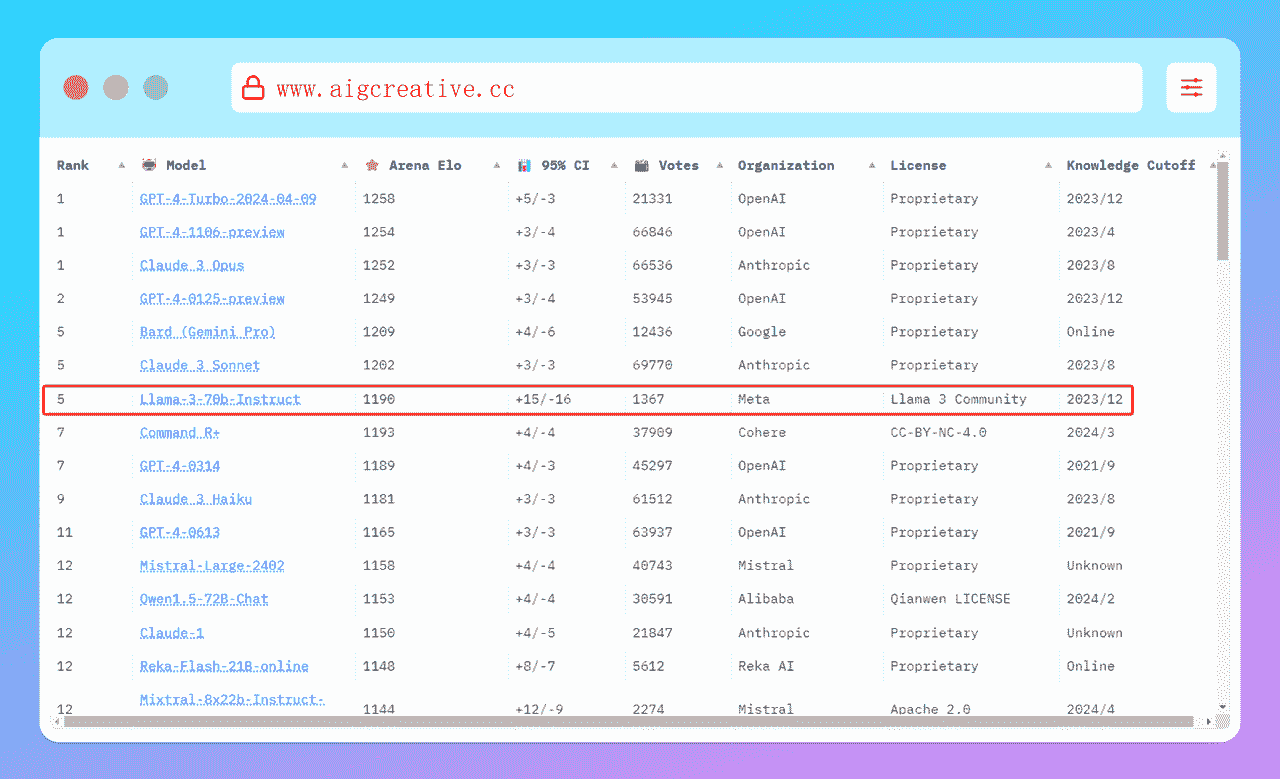 www.aigcreative.cc
Rank Model Arena Elo 95% CI Votes Organization License Knowledge Cutoff
1 GPT-4-Turbo-2024-04-09 1258 +5/-3 21331 OpenAI Proprietary 2023/12
1 GPT-4-1106-preview 1254 +3/-4 66846 OpenAI Proprietary 2023/4
1 Claude 3 Opus 1252 +3/-3 66536 Anthropic Proprietary 2023/8
2 GPT-4-0125-preview 1249 +3/-4 53945 OpenAI Proprietary 2023/12
5 Bard (Gemini Pro) 1209 +4/-6 12436 Google Proprietary Online
5 Claude 3 Sonnet 1202 +3/-3 69770 Anthropic Proprietary 2023/8
5 Llama-3-70b-Instruct 1190 +15/-16 1367 Meta Llama 3 Community 2023/12
7 Command R+ 1193 +4/-4 37909 Cohere CC-BY-NC-4.0 2024/3
7 GPT-4-0314 1189 +4/-3 45297 OpenAI Proprietary 2021/9
9 Claude 3 Haiku 1181 +3/-3 61512 Anthropic Proprietary 2023/8
11 GPT-4-0613 1165 +3/-3 63937 OpenAI Proprietary 2021/9
12 Mistral-Large-2402 1158 +4/-4 40743 Mistral Proprietary Unknown
12 Qwen1.5-72B-Chat 1153 +4/-4 30591 Alibaba Qianwen LICENSE 2024/2
12 Claude-1 1150 +4/-5 21847 Anthropic Proprietary Unknown
12 Reka-Flash-21B-online 1148 +8/-7 5612 Reka AI Proprietary Online
12 Mixtral-8x22b-Instruct- 1144 +12/-9 2274 Mistral Apache 2.0 2024/4